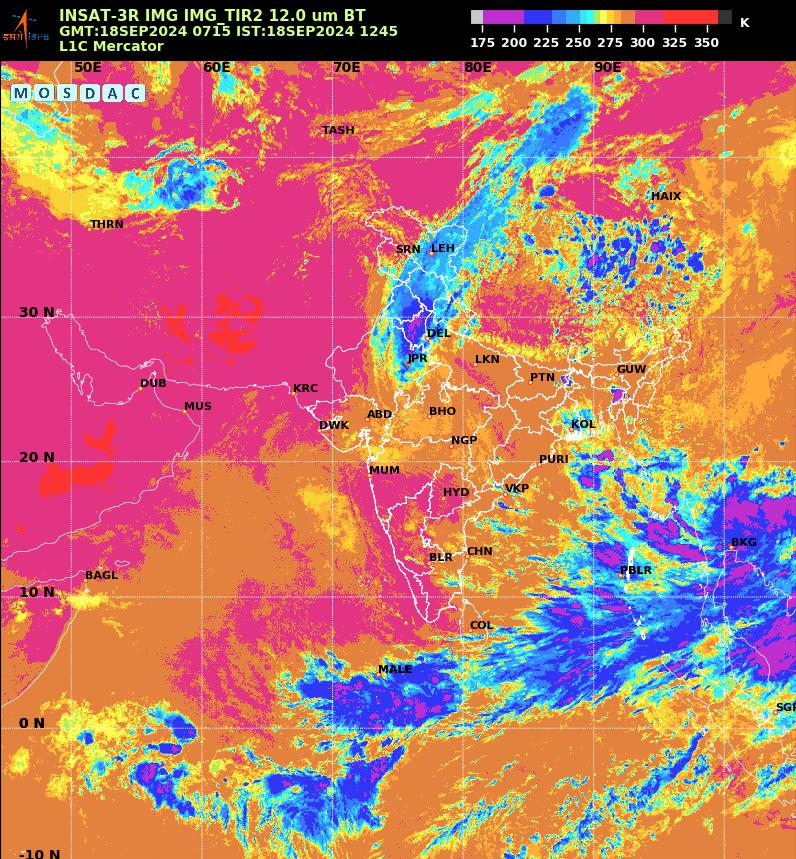 INSAT-3R IMG IMG_TIR2 12.0 um BT
GMT:18SEP2024 0715 IST:18SEP2024 1245
L1C Mercator
K
175 200 225 250 275 300 325 350
50E 60E 70E 80E 90E
MOSDAC
TASH
HAIX
THRN
SRN LEH
30 N
DEL
JPR LKN
GUW
PTN
DUB
KRC
MUS
ABD BHO
DWK KOL
NGP
20 N PURI
MUM
HYD VKP
BKG
BLR CHN
BAGL PBLR
10 N
COL
MALE
SGP
0 N
-10 N